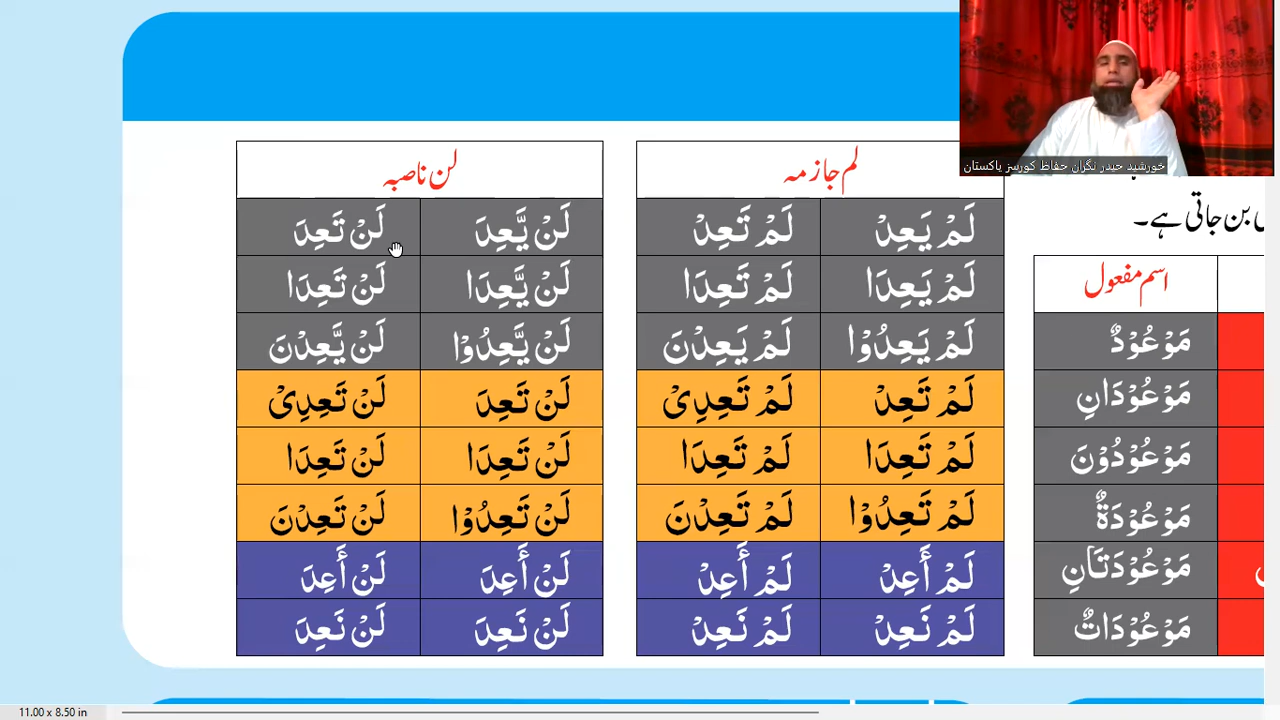 خورشید حیدر نگران حفاظ کورسز پاکستان
بن جاتی ہے۔
اسم مفعول
مَوْعُوْدٌ
مَوْعُوْدَانِ
مَوْعُوْدُوْنَ
مَوْعُوْدَةٌ
مَوْعُوْدَتَانِ
مَوْعُوْدَاتٌ
لم جازمہ
لَمْ يَعِدْ لَمْ تَعِدْ
لَمْ يَعِدَا لَمْ تَعِدَا
لَمْ يَعِدُوْا لَمْ يَعِدْنَ
لَمْ تَعِدْ لَمْ تَعِدِىْ
لَمْ تَعِدَا لَمْ تَعِدَا
لَمْ تَعِدُوْا لَمْ تَعِدْنَ
لَمْ أَعِدْ لَمْ أَعِدْ
لَمْ نَعِدْ لَمْ نَعِدْ
لن ناصبہ
لَنْ يَّعِدَ لَنْ تَعِدَ
لَنْ يَّعِدَا لَنْ تَعِدَا
لَنْ يَّعِدُوْا لَنْ يَّعِدْنَ
لَنْ تَعِدَ لَنْ تَعِدِىْ
لَنْ تَعِدَا لَنْ تَعِدَا
لَنْ تَعِدُوْا لَنْ تَعِدْنَ
لَنْ أَعِدَ لَنْ أَعِدَ
لَنْ نَعِدَ لَنْ نَعِدَ
11.00 x 8.50 in